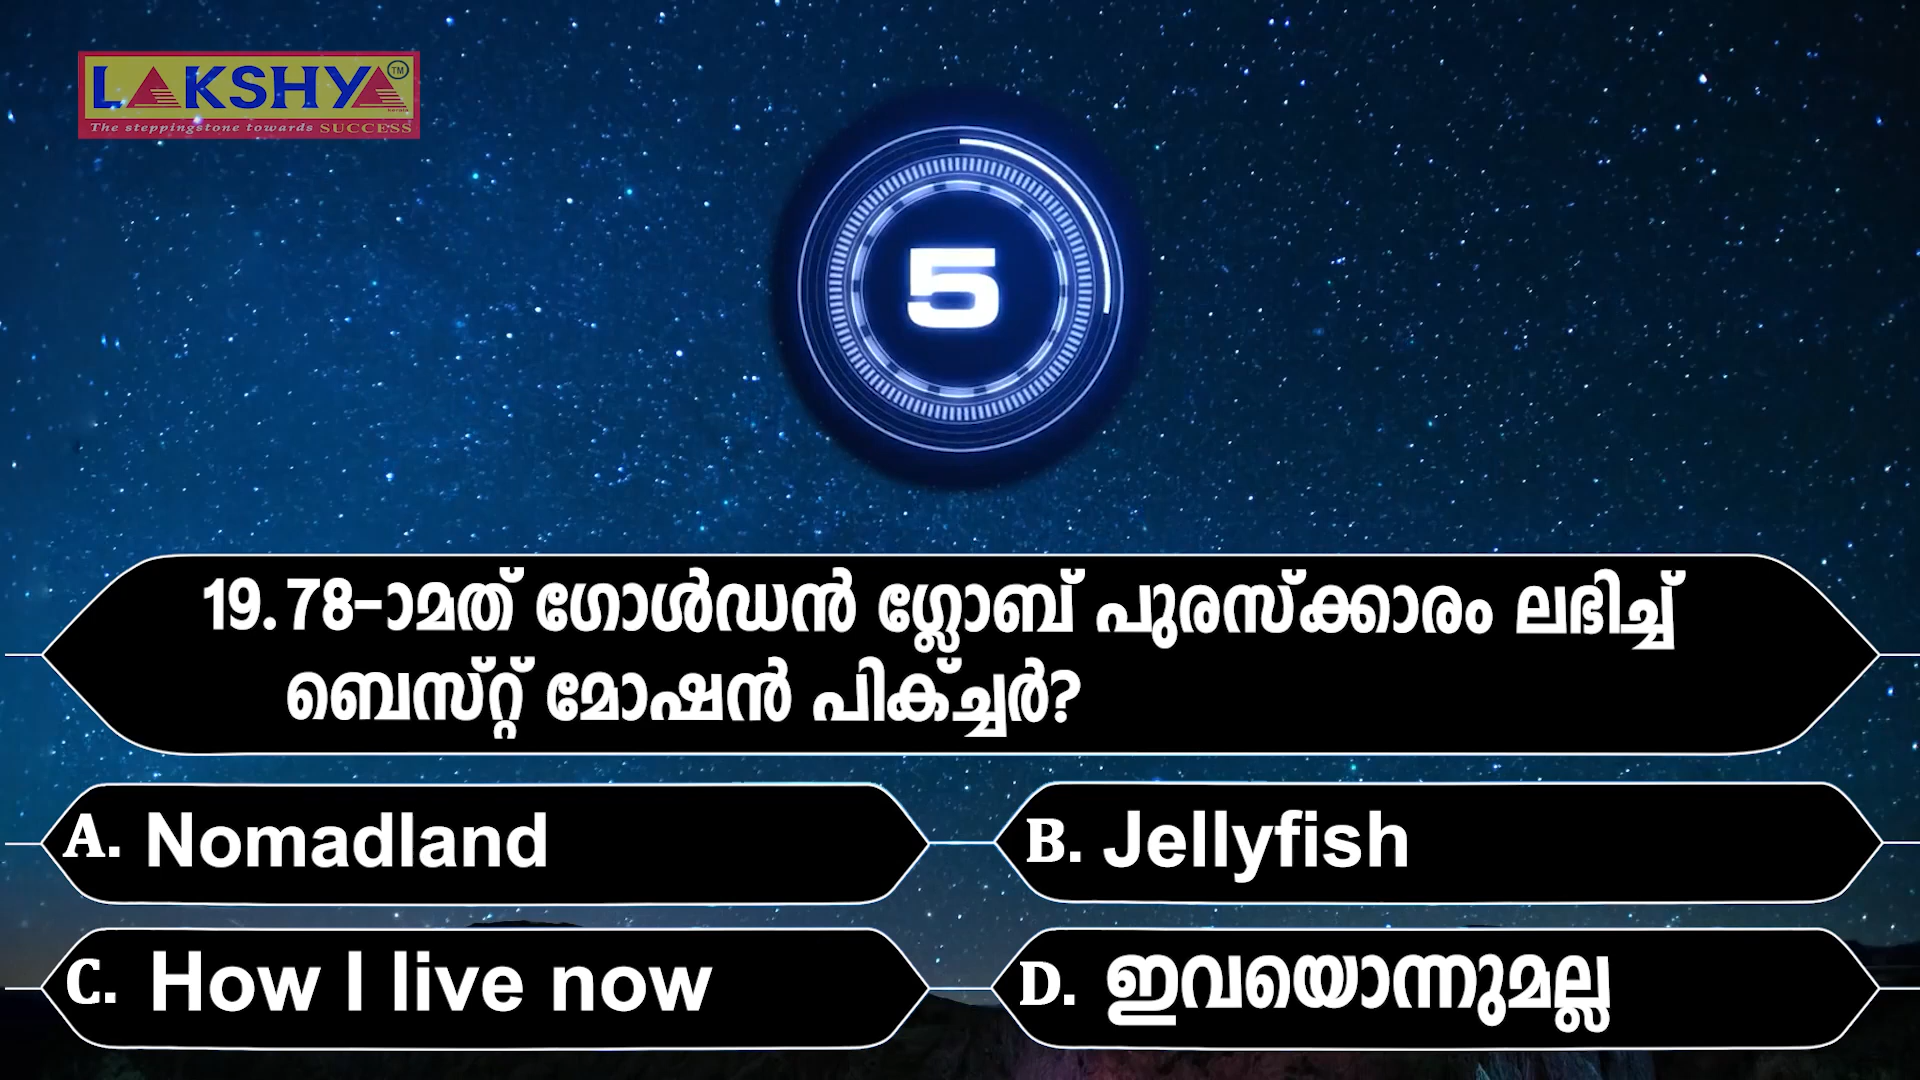 LAKSHYA TM
The steppingstone towards SUCCESS
5
19. 78-ാമത് ഗോൾഡൻ ഗ്ലോബ് പുരസ്ക്കാരം ലഭിച്ച്
ബെസ്റ്റ് മോഷൻ പിക്ച്ചർ?
A. Nomadland
B. Jellyfish
C. How I live now
D. ഇവയൊന്നുമല്ല